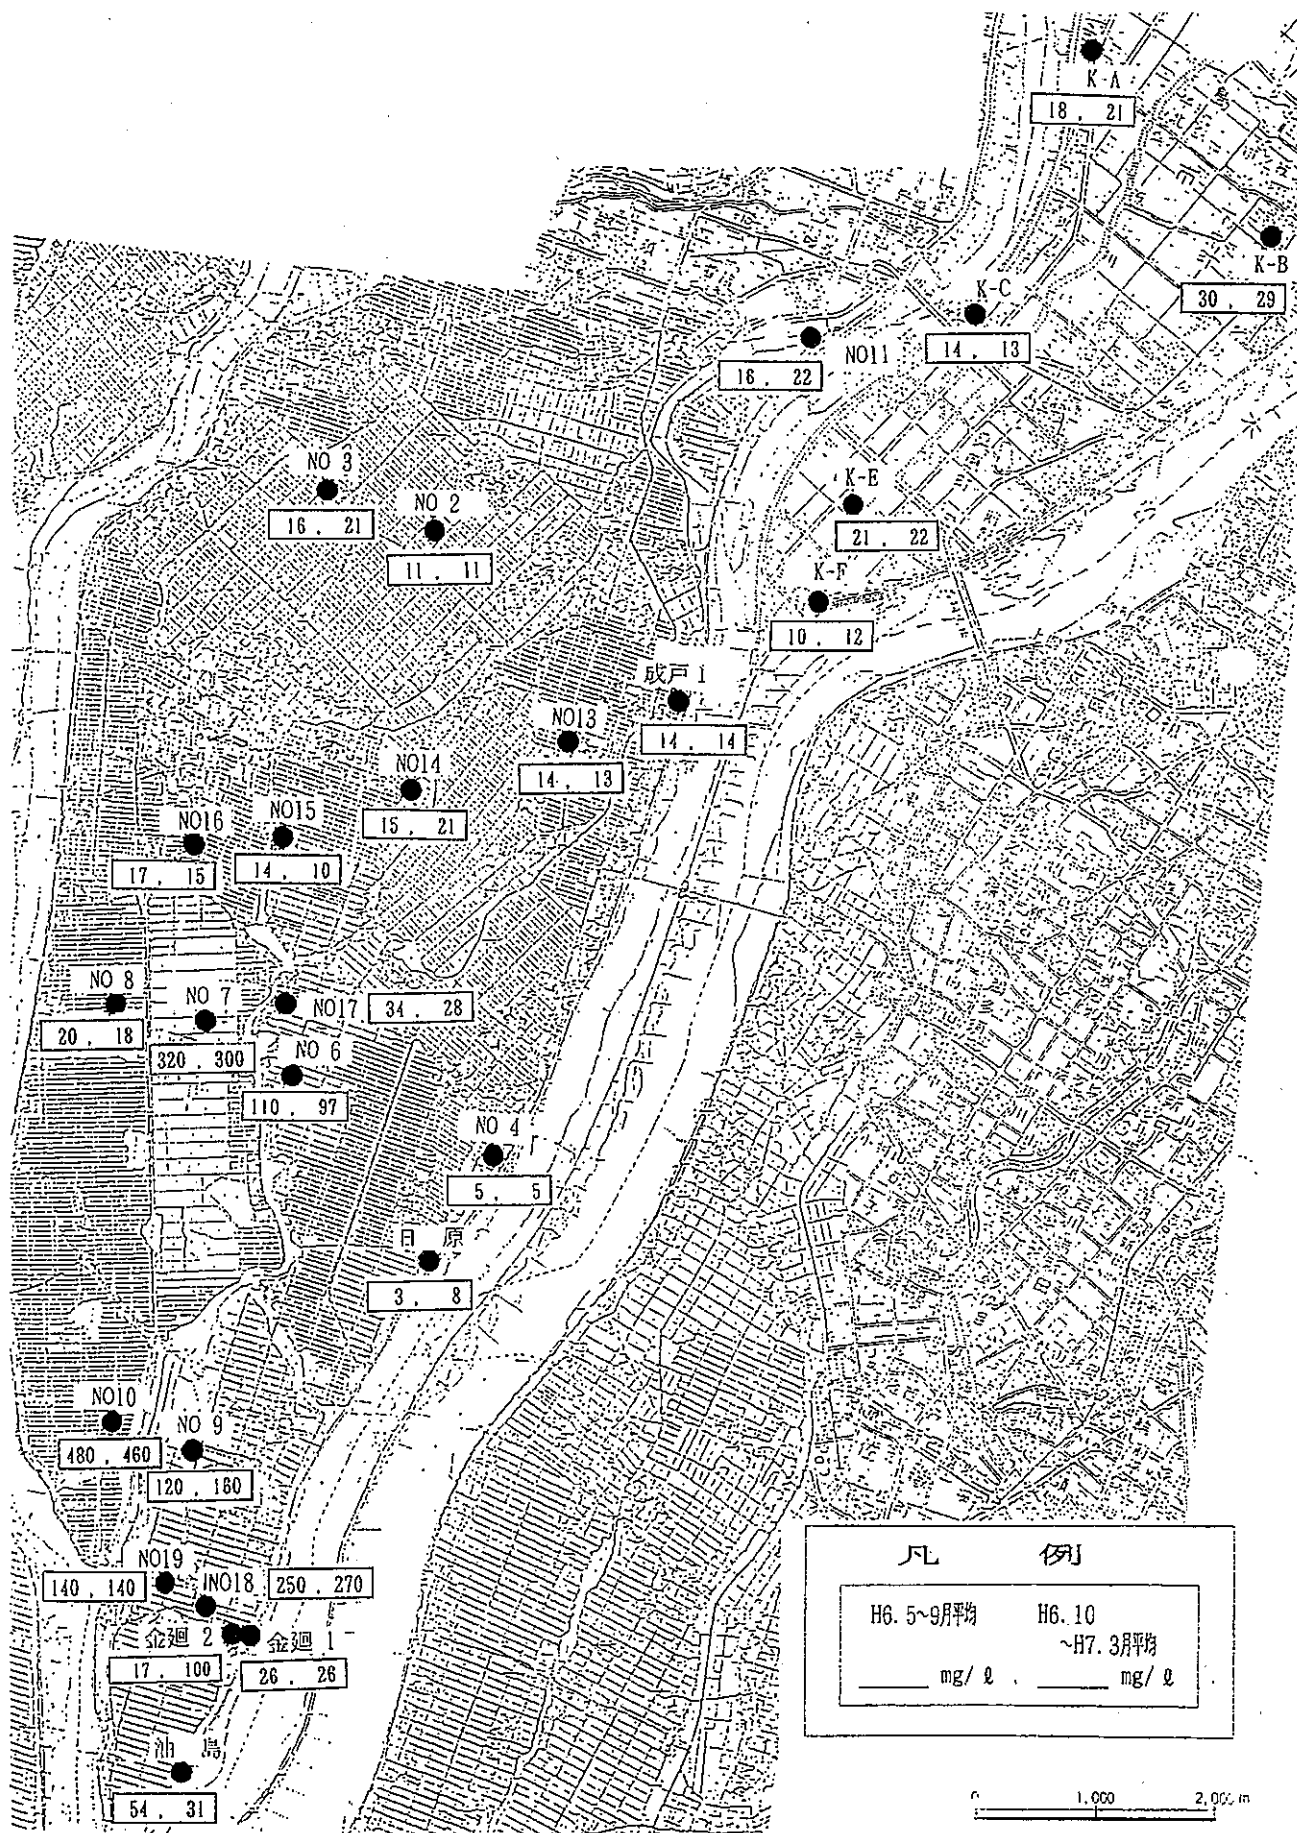 K-A
18 , 21
K-B
30 , 29
K-C
14 , 13
NO11
16 , 22
NO 3
16 , 21
NO 2
11 , 11
K-E
21 , 22
K-F
10 , 12
成戸 1
14 , 14
NO13
14 , 13
NO14
15 , 21
NO15
14 , 10
NO16
17 , 15
NO 8
20 , 18
NO 7
320 , 300
NO17
34 , 28
NO 6
110 , 97
NO 4
5 , 5
日 原
3 , 8
NO10
480 , 460
NO 9
120 , 180
NO19
140 , 140
NO18
250 , 270
金廻 2
17 , 100
金廻 1
26 , 26
油 島
54 , 31
凡 例
H6. 5~9月平均 H6. 10
~H7. 3月平均
mg/ℓ , mg/ℓ
0 1,000 2,000 m